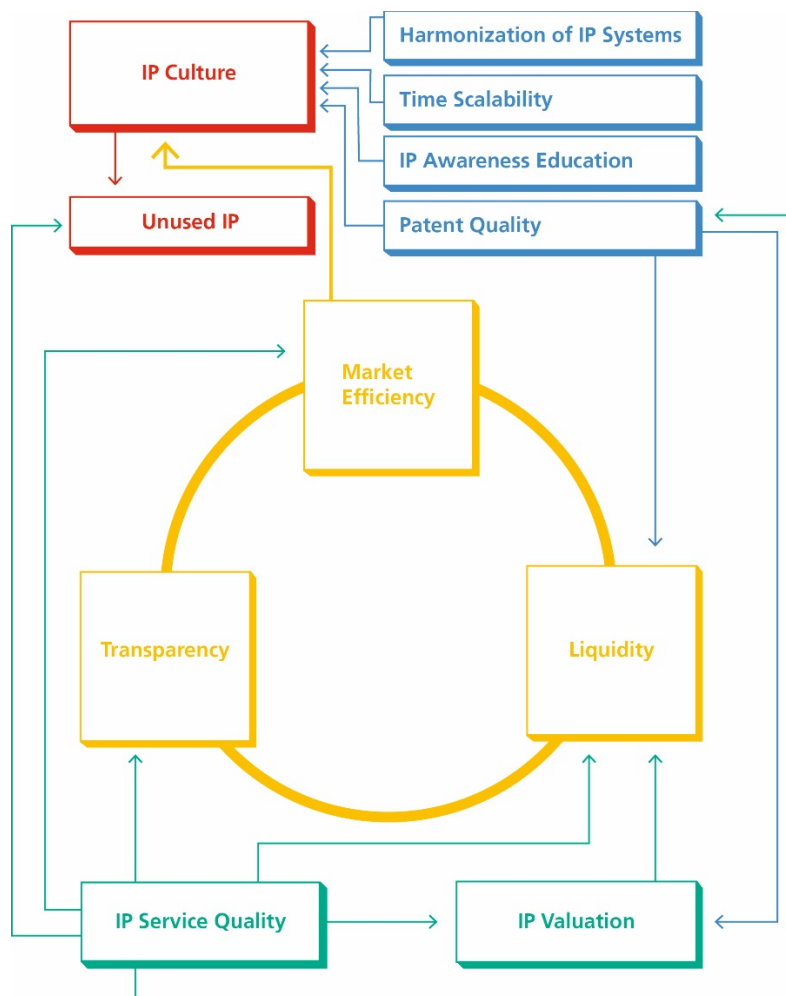 IP Culture
Harmonization of IP Systems
Time Scalability
IP Awareness Education
Unused IP
Patent Quality
Market
Efficiency
Transparency
Liquidity
IP Service Quality
IP Valuation